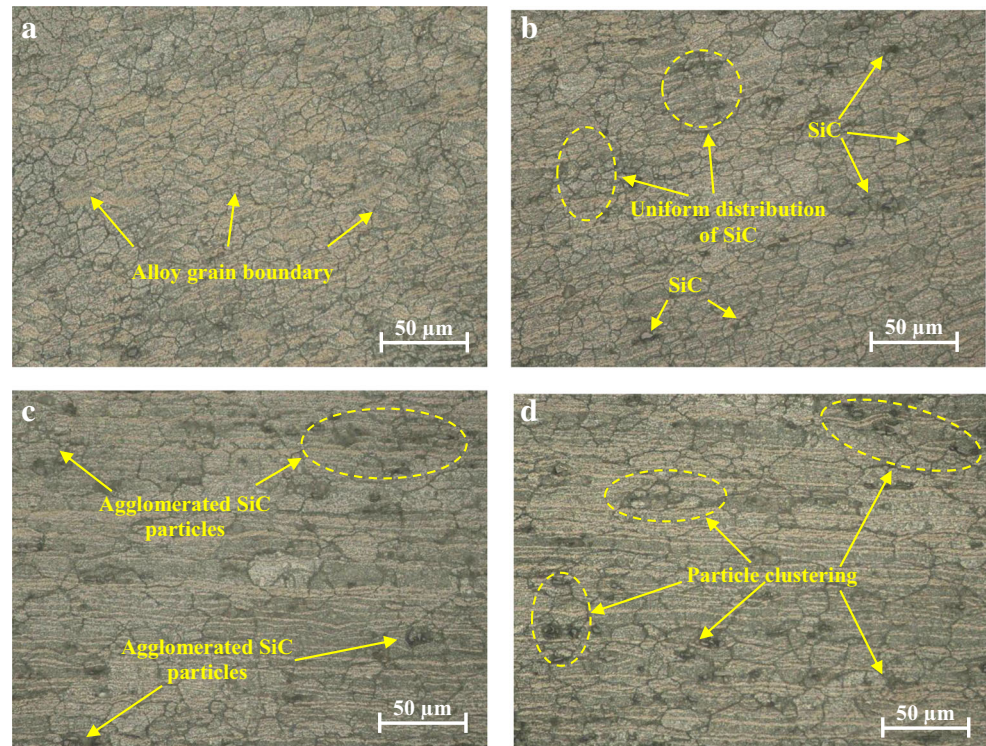 a
Alloy grain boundary
50 µm
b
SiC
Uniform distribution
of SiC
SiC
50 µm
c
Agglomerated SiC
particles
Agglomerated SiC
particles
50 µm
d
Particle clustering
50 µm